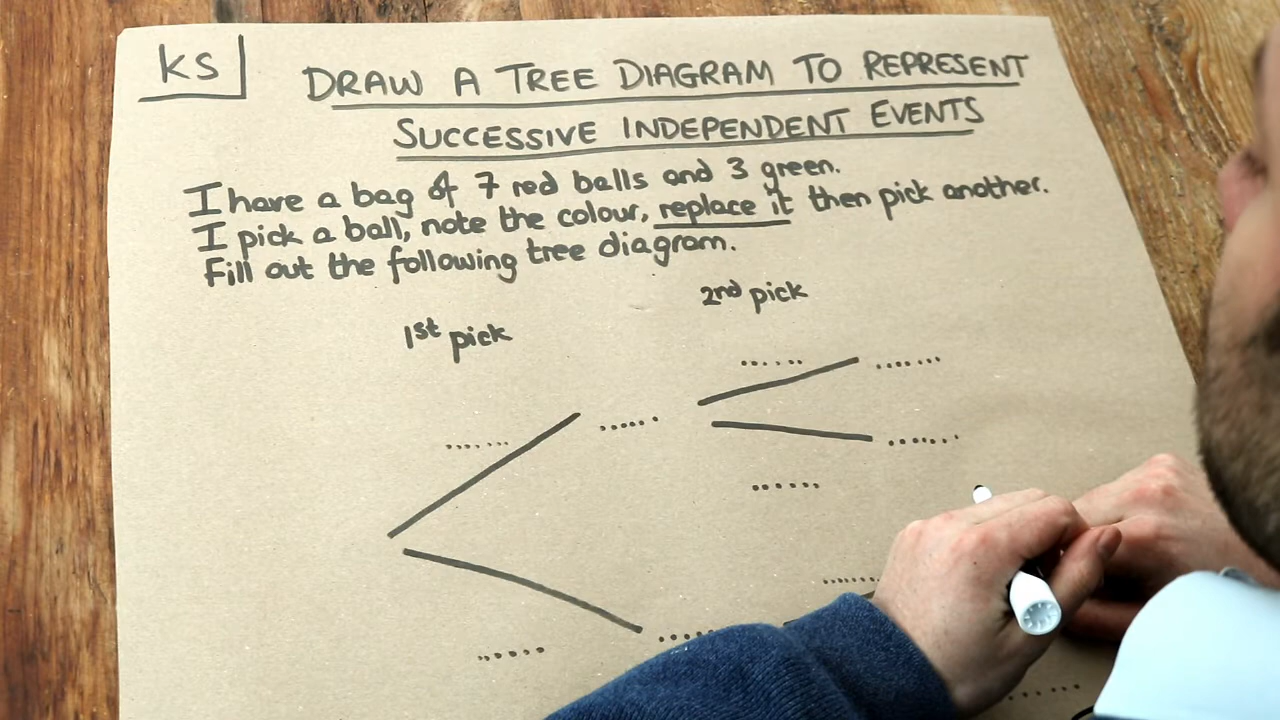 KS
DRAW A TREE DIAGRAM TO REPRESENT
SUCCESSIVE INDEPENDENT EVENTS
I have a bag of 7 red balls and 3 green.
I pick a ball, note the colour, replace it then pick another.
Fill out the following tree diagram.
1st pick
2nd pick